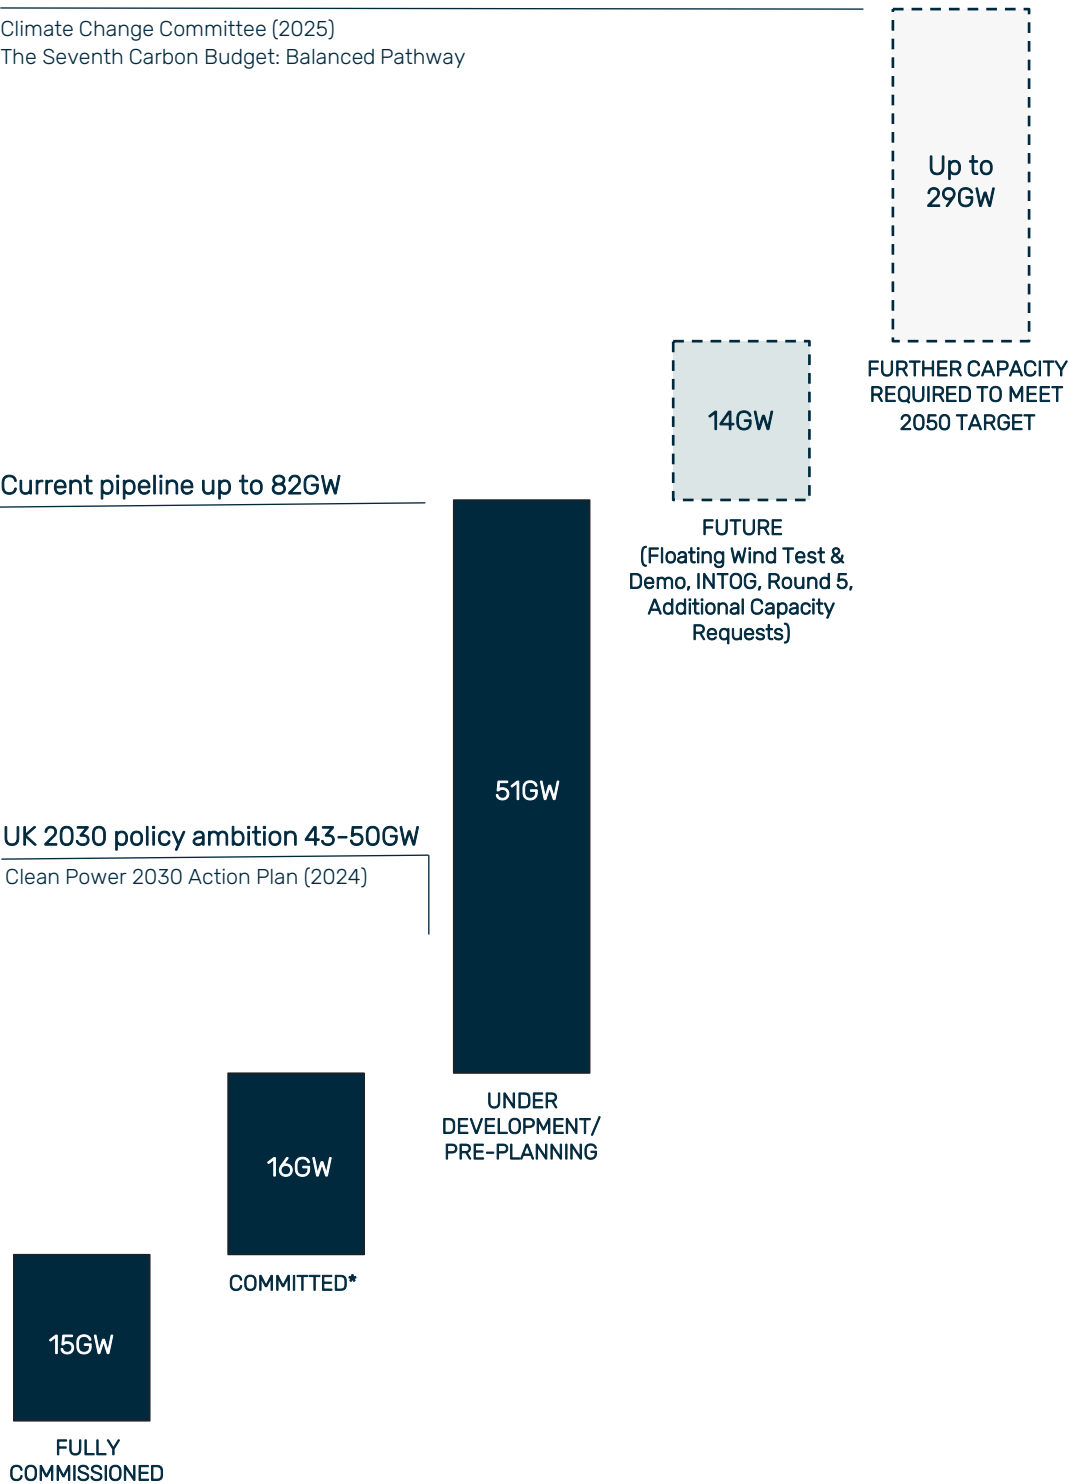 Climate Change Committee (2025)
The Seventh Carbon Budget: Balanced Pathway
Up to
29GW
FURTHER CAPACITY
REQUIRED TO MEET
2050 TARGET
14GW
FUTURE
(Floating Wind Test &
Demo, INTOG, Round 5,
Additional Capacity
Requests)
Current pipeline up to 82GW
51GW
UNDER
DEVELOPMENT/
PRE-PLANNING
UK 2030 policy ambition 43-50GW
Clean Power 2030 Action Plan (2024)
16GW
COMMITTED*
15GW
FULLY
COMMISSIONED